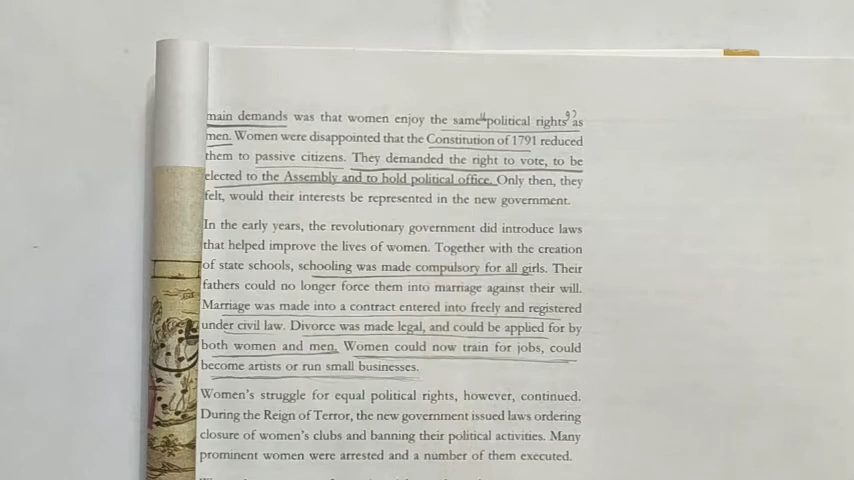 main demands was that women enjoy the same political rights as
men. Women were disappointed that the Constitution of 1791 reduced
them to passive citizens. They demanded the right to vote, to be
elected to the Assembly and to hold political office. Only then, they
felt, would their interests be represented in the new government.
In the early years, the revolutionary government did introduce laws
that helped improve the lives of women. Together with the creation
of state schools, schooling was made compulsory for all girls. Their
fathers could no longer force them into marriage against their will.
Marriage was made into a contract entered into freely and registered
under civil law. Divorce was made legal, and could be applied for by
both women and men. Women could now train for jobs, could
become artists or run small businesses.
Women's struggle for equal political rights, however, continued.
During the Reign of Terror, the new government issued laws ordering
closure of women's clubs and banning their political activities. Many
prominent women were arrested and a number of them executed.